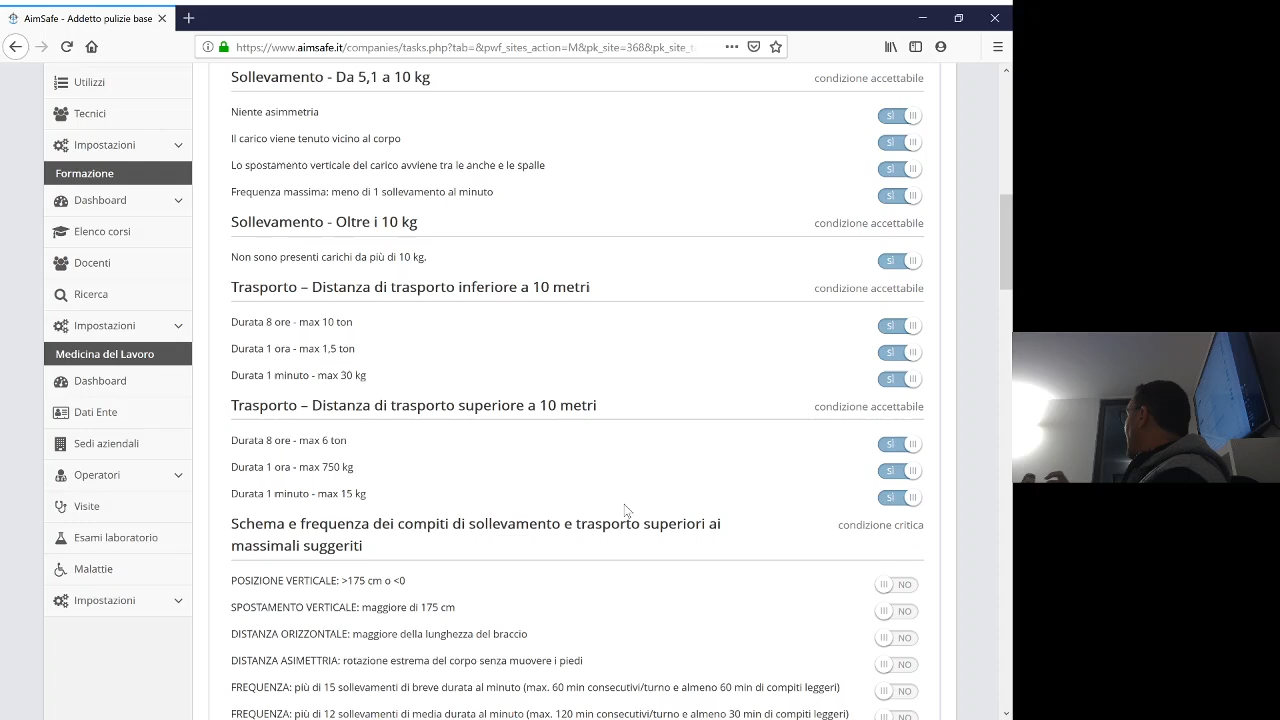 AimSafe - Addetto pulizie base
https://www.aimsafe.it/companies/tasks.php?tab=&pwf_sites_action=M&pk_site=368&pk_site_t
Utilizzi
Tecnici
Impostazioni
Formazione
Dashboard
Elenco corsi
Docenti
Ricerca
Impostazioni
Medicina del Lavoro
Dashboard
Dati Ente
Sedi aziendali
Operatori
Visite
Esami laboratorio
Malattie
Impostazioni
Sollevamento - Da 5,1 a 10 kg condizione accettabile
Niente asimmetria SÌ
Il carico viene tenuto vicino al corpo SÌ
Lo spostamento verticale del carico avviene tra le anche e le spalle SÌ
Frequenza massima: meno di 1 sollevamento al minuto SÌ
Sollevamento - Oltre i 10 kg condizione accettabile
Non sono presenti carichi da più di 10 kg. SÌ
Trasporto – Distanza di trasporto inferiore a 10 metri condizione accettabile
Durata 8 ore - max 10 ton SÌ
Durata 1 ora - max 1,5 ton SÌ
Durata 1 minuto - max 30 kg SÌ
Trasporto – Distanza di trasporto superiore a 10 metri condizione accettabile
Durata 8 ore - max 6 ton SÌ
Durata 1 ora - max 750 kg SÌ
Durata 1 minuto - max 15 kg SÌ
Schema e frequenza dei compiti di sollevamento e trasporto superiori ai condizione critica
massimali suggeriti
POSIZIONE VERTICALE: >175 cm o <0 NO
SPOSTAMENTO VERTICALE: maggiore di 175 cm NO
DISTANZA ORIZZONTALE: maggiore della lunghezza del braccio NO
DISTANZA ASIMETTRIA: rotazione estrema del corpo senza muovere i piedi NO
FREQUENZA: più di 15 sollevamenti di breve durata al minuto (max. 60 min consecutivi/turno e almeno 60 min di compiti leggeri) NO
FREQUENZA: più di 12 sollevamenti di media durata al minuto (max. 120 min consecutivi/turno e almeno 30 min di compiti leggeri) NO